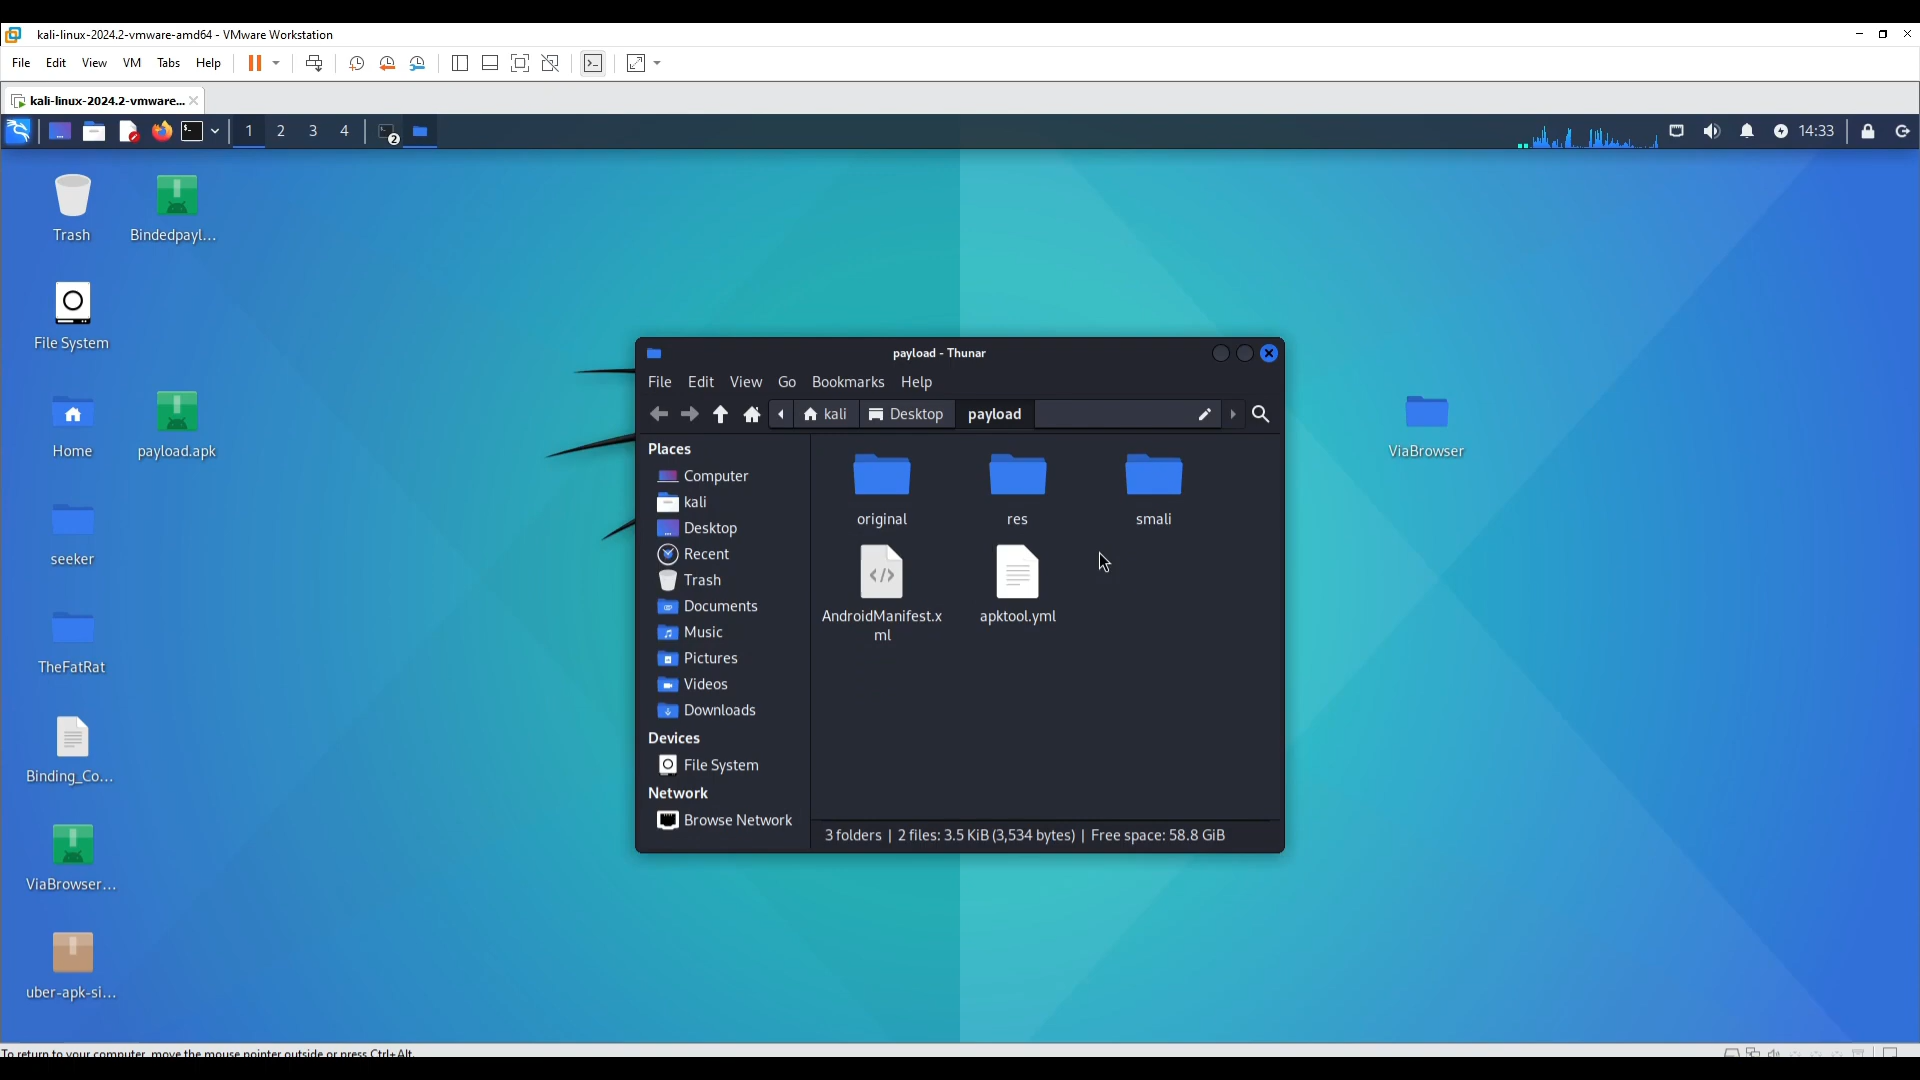 kali-linux-2024.2-vmware-amd64 - VMware Workstation
File Edit View VM Tabs Help
kali-linux-2024.2-vmware...
1 2 3 4 2 14:33
Trash
Bindedpayl...
File System
Home
payload.apk
seeker
TheFatRat
Binding_Co...
ViaBrowser...
uber-apk-si...
payload - Thunar
File Edit View Go Bookmarks Help
kali Desktop payload
Places
Computer
kali
Desktop
Recent
Trash
Documents
Music
Pictures
Videos
Downloads
Devices
File System
Network
Browse Network
original res smali
AndroidManifest.x
ml
apktool.yml
3 folders | 2 files: 3.5 KiB (3,534 bytes) | Free space: 58.8 GiB
ViaBrowser
To return to your computer, move the mouse pointer outside or press Ctrl+Alt.